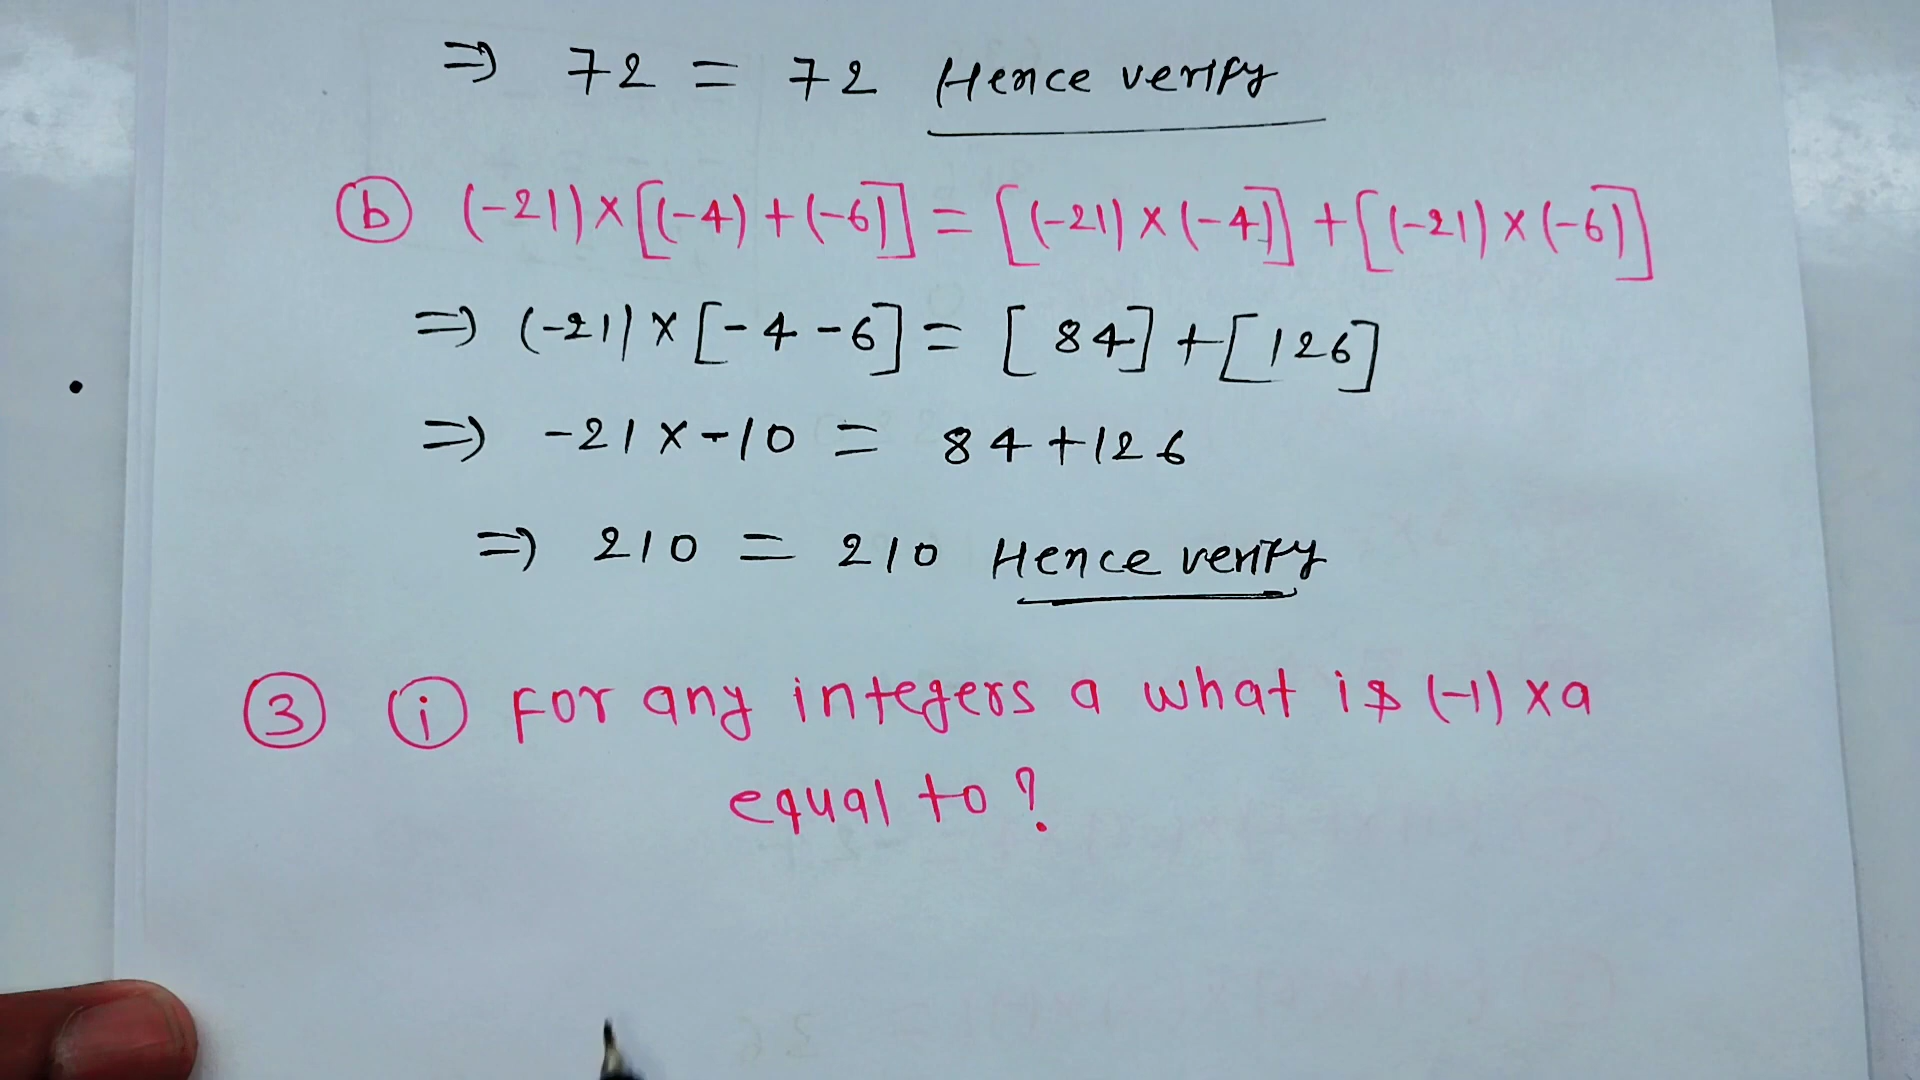 ⇒ 72 = 72 Hence verify
ⓑ (-21)×[(-4)+(-6)] = [(-21)×(-4)]+[(-21)×(-6)]
⇒ (-21)×[-4-6] = [84]+[126]
⇒ -21×-10 = 84+126
⇒ 210 = 210 Hence verify
③ ⓘ For any integers a what is (-1)×a
equal to?